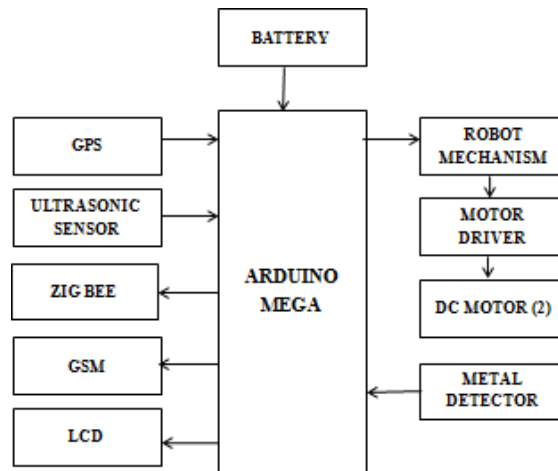 BATTERY
GPS
ULTRASONIC
SENSOR
ZIG BEE
GSM
LCD
ARDUINO
MEGA
ROBOT
MECHANISM
MOTOR
DRIVER
DC MOTOR (2)
METAL
DETECTOR